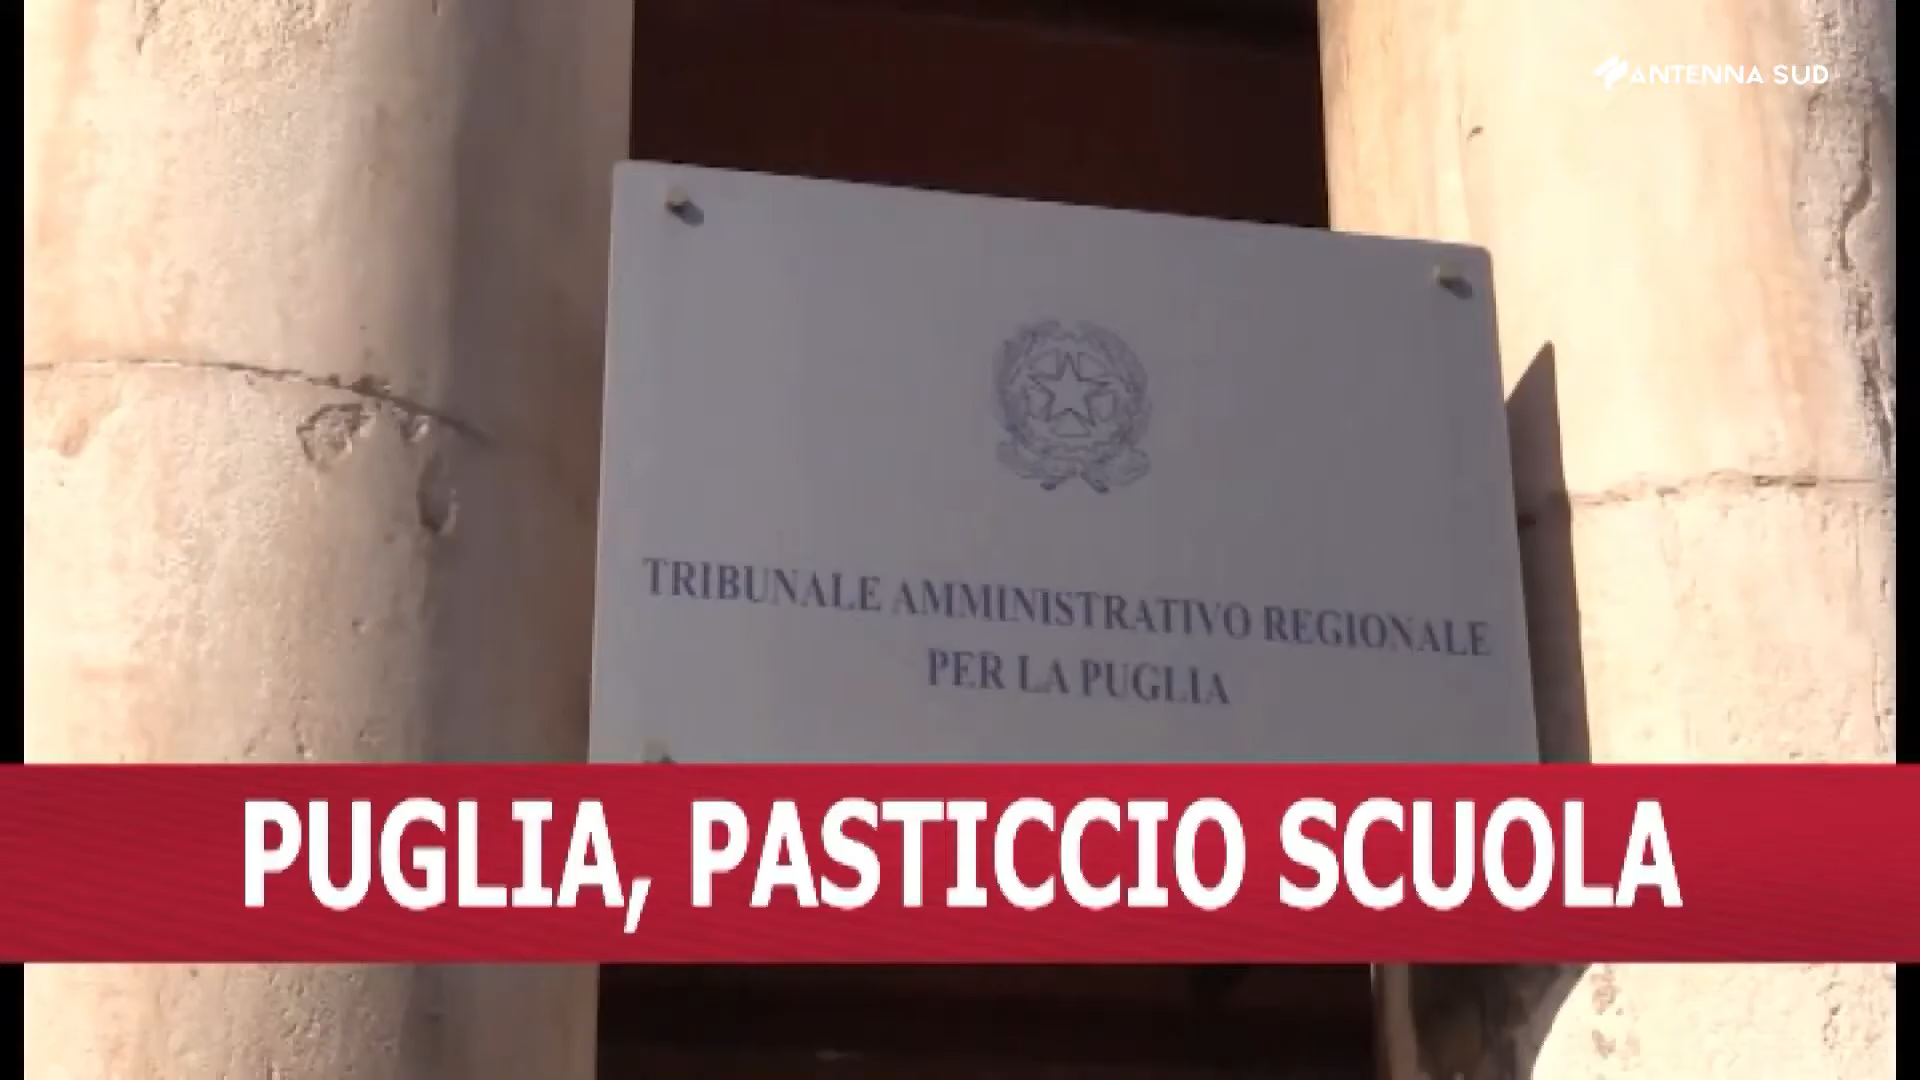 ANTENNA SUD
TRIBUNALE AMMINISTRATIVO REGIONALE
PER LA PUGLIA
PUGLIA, PASTICCIO SCUOLA